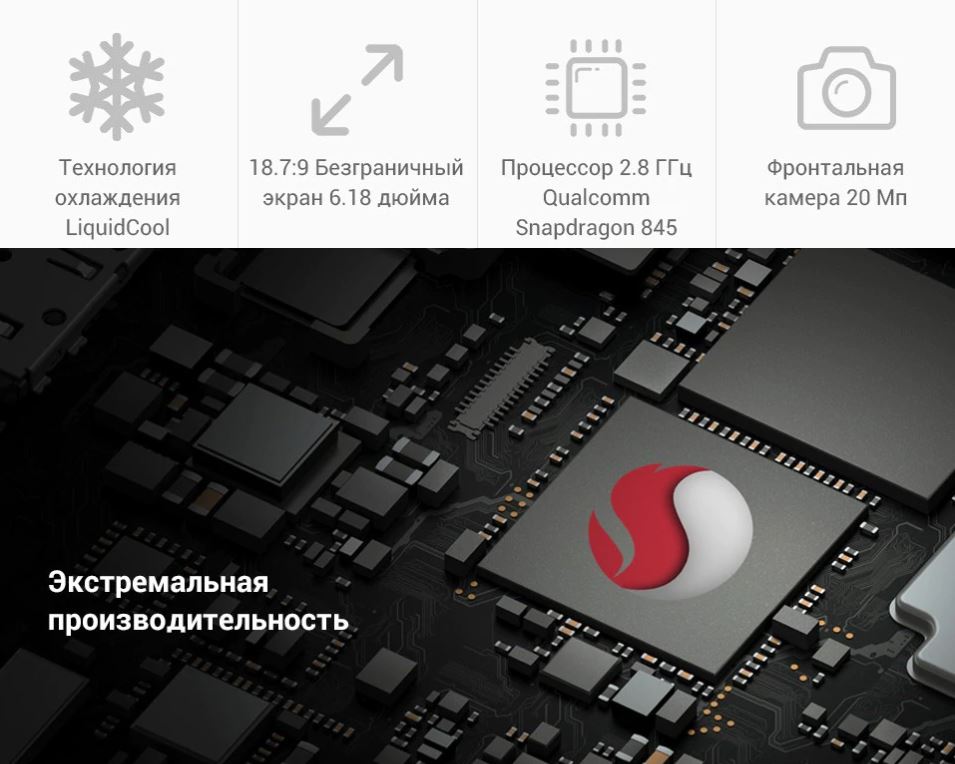 Технология
охлаждения
LiquidCool
18.7:9 Безграничный
экран 6.18 дюйма
Процессор 2.8 ГГц
Qualcomm
Snapdragon 845
Фронтальная
камера 20 Мп
Экстремальная
производительность